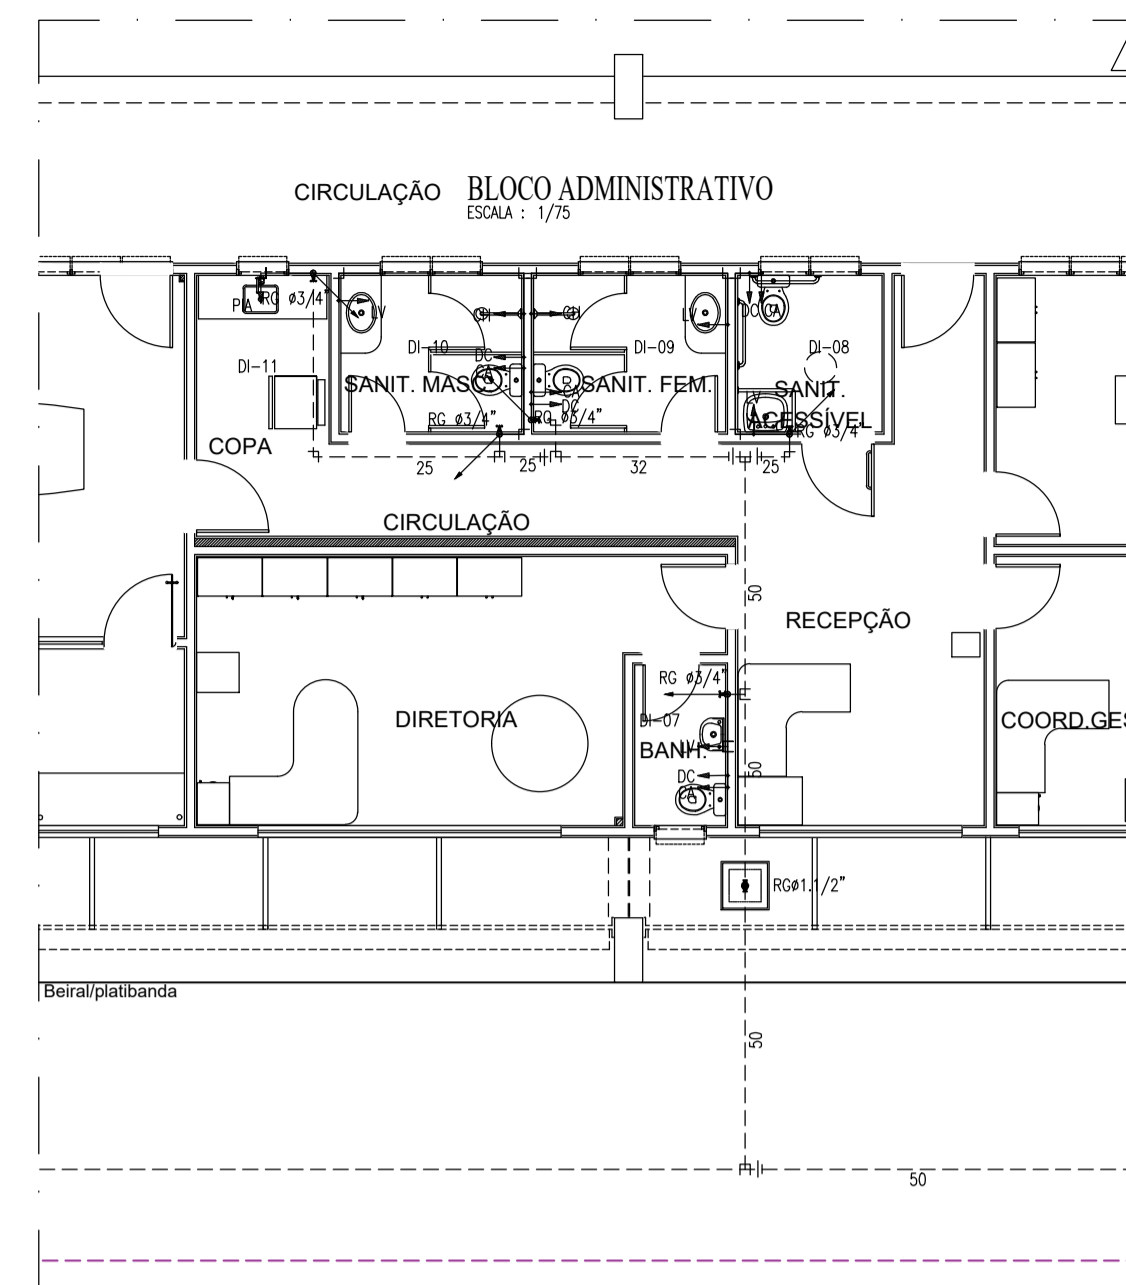 CIRCULAÇÃO
BLOCO ADMINISTRATIVO
ESCALA : 1/75
PIA
RG ø3/4"
LV
CH
CH
LV
DC
CA
DI-10
DI-09
DI-08
DI-11
DC
CA
SANIT. MASC.
SANIT. FEM.
SANIT.
ACESSÍVEL
CA
DC
LV
RG ø3/4"
RG ø3/4"
RG ø3/4"
COPA
25
25
32
25
CIRCULAÇÃO
50
RECEPÇÃO
RG ø3/4"
DIRETORIA
DI-07
COORD.GES
BANH.
LV
50
DC
CA
RGø1.1/2"
Beiral/platibanda
50
50